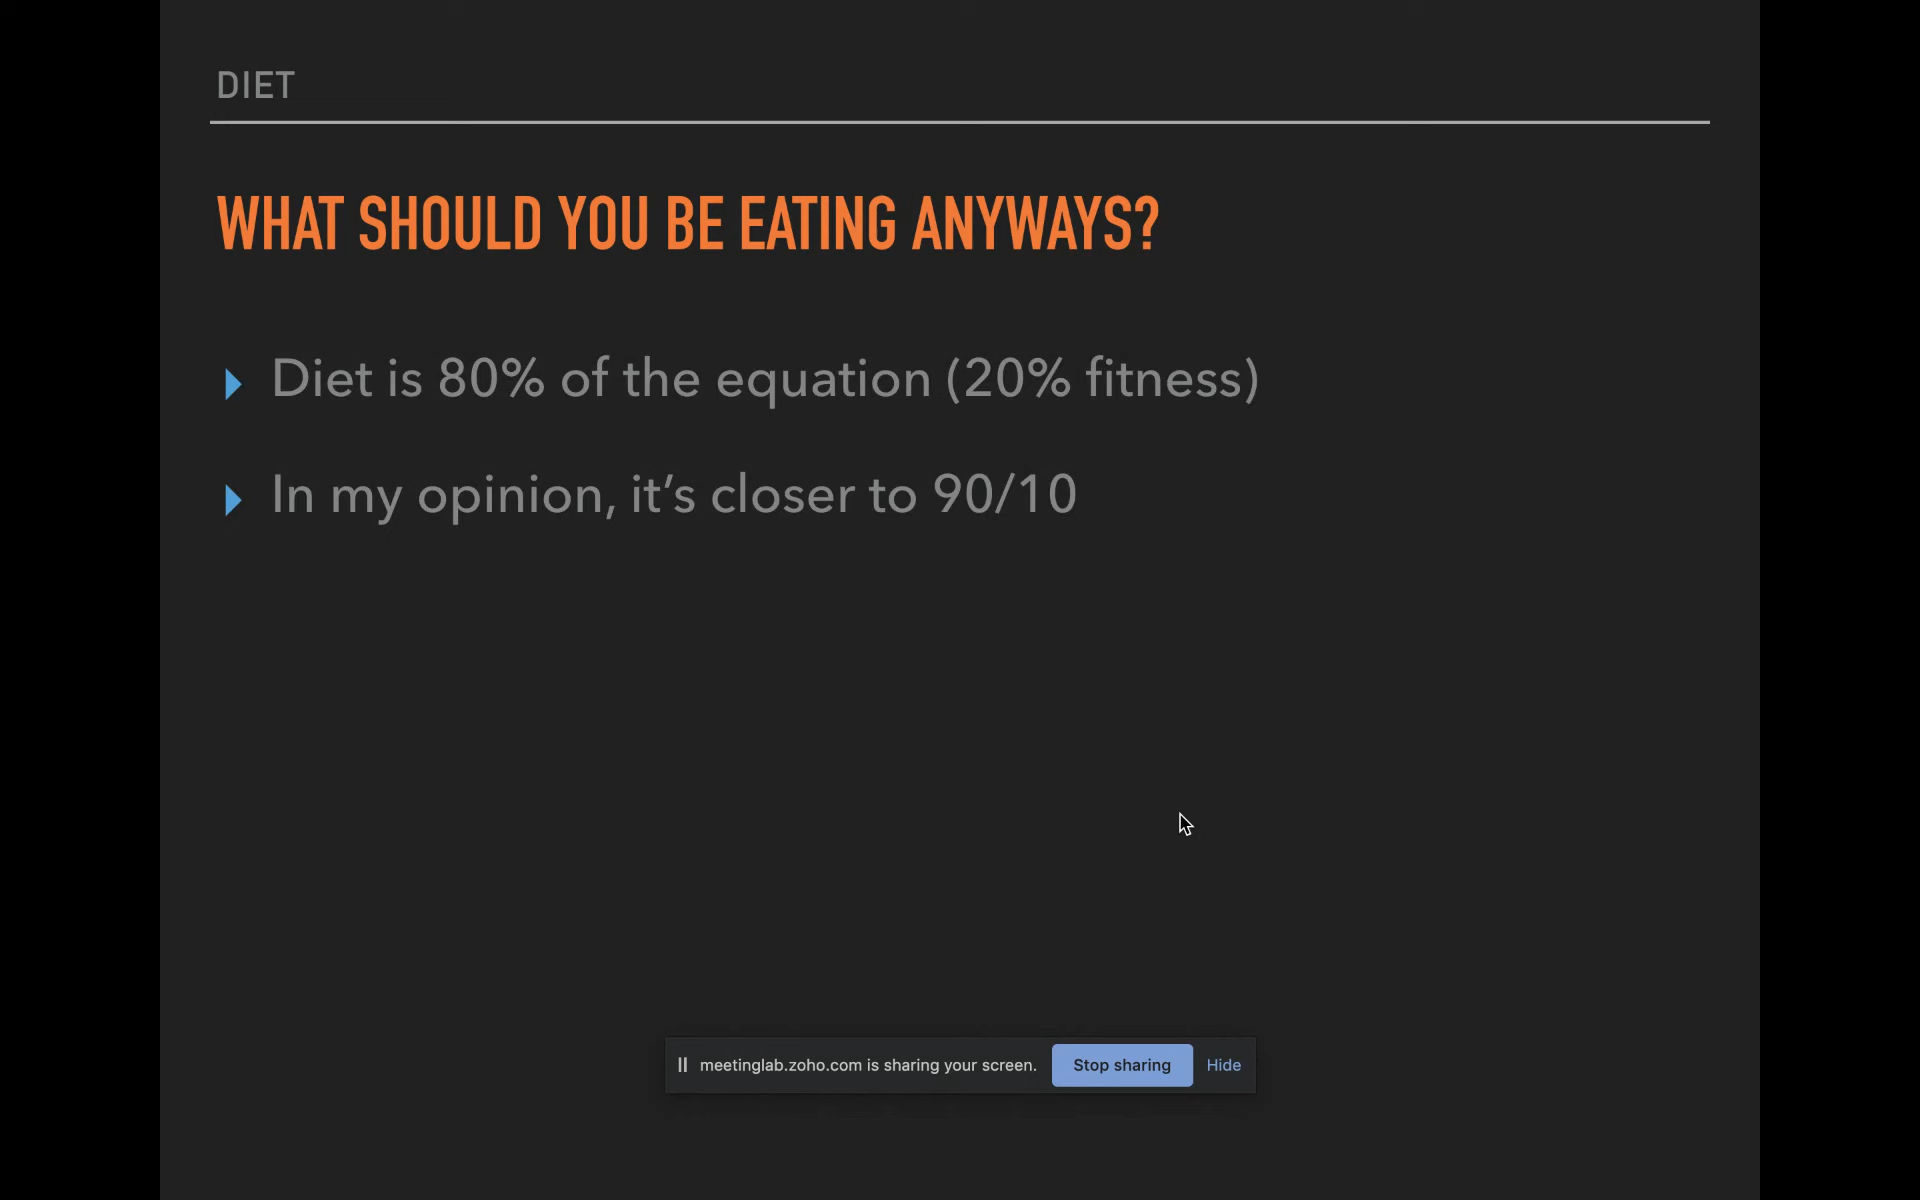 DIET
WHAT SHOULD YOU BE EATING ANYWAYS?
Diet is 80% of the equation (20% fitness)
In my opinion, it’s closer to 90/10
meetinglab.zoho.com is sharing your screen. Stop sharing Hide